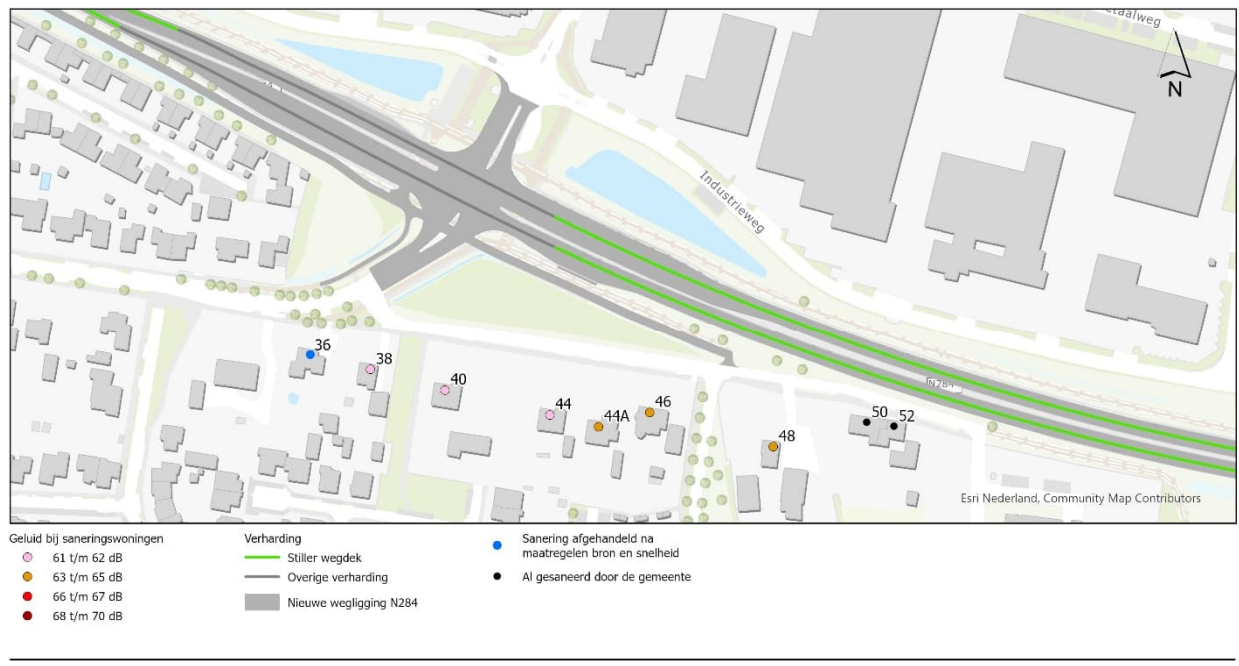 N
Industrieweg
36
38
40
44
44A
46
48
50
52
Esri Nederland, Community Map Contributors
Geluid bij saneringswoningen
61 t/m 62 dB
63 t/m 65 dB
66 t/m 67 dB
68 t/m 70 dB
Verharding
Stiller wegdek
Overige verharding
Nieuwe wegligging N284
Sanering afgehandeld na
maatregelen bron en snelheid
Al gesaneerd door de gemeente